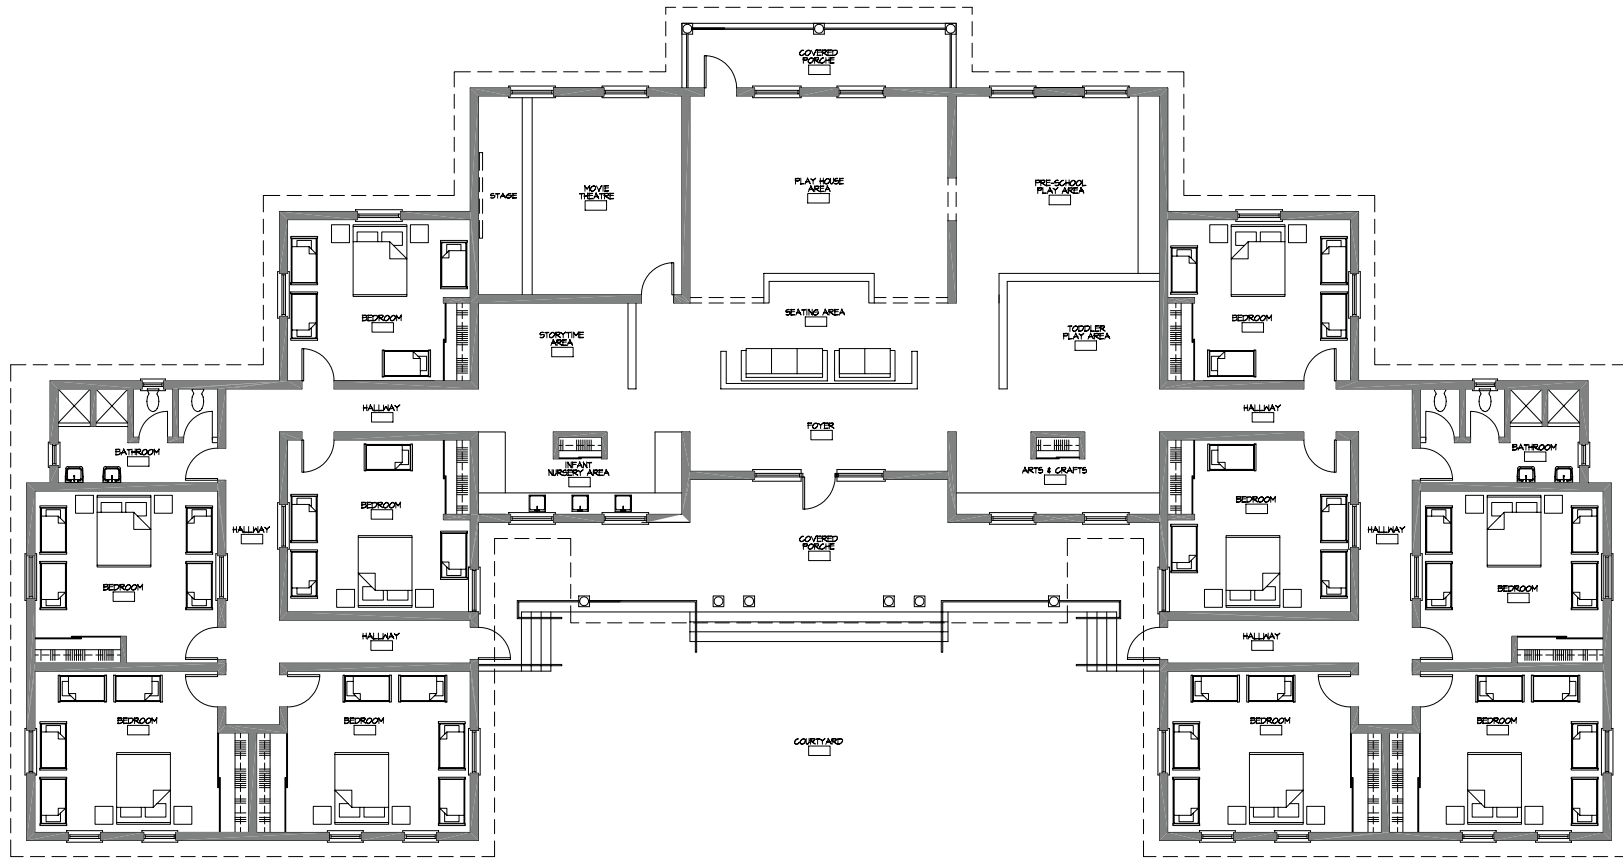 COVERED
PORCHE
STAGE
MOVIE
THEATRE
PLAY HOUSE
AREA
PRE-SCHOOL
PLAY AREA
BEDROOM
STORYTIME
AREA
SEATING AREA
TODDLER
PLAY AREA
BEDROOM
HALLWAY
FOYER
HALLWAY
BATHROOM
INFANT
NURSERY AREA
ARTS & CRAFTS
BATHROOM
BEDROOM
BEDROOM
HALLWAY
COVERED
PORCHE
HALLWAY
BEDROOM
BEDROOM
HALLWAY
HALLWAY
BEDROOM
BEDROOM
COURTYARD
BEDROOM
BEDROOM